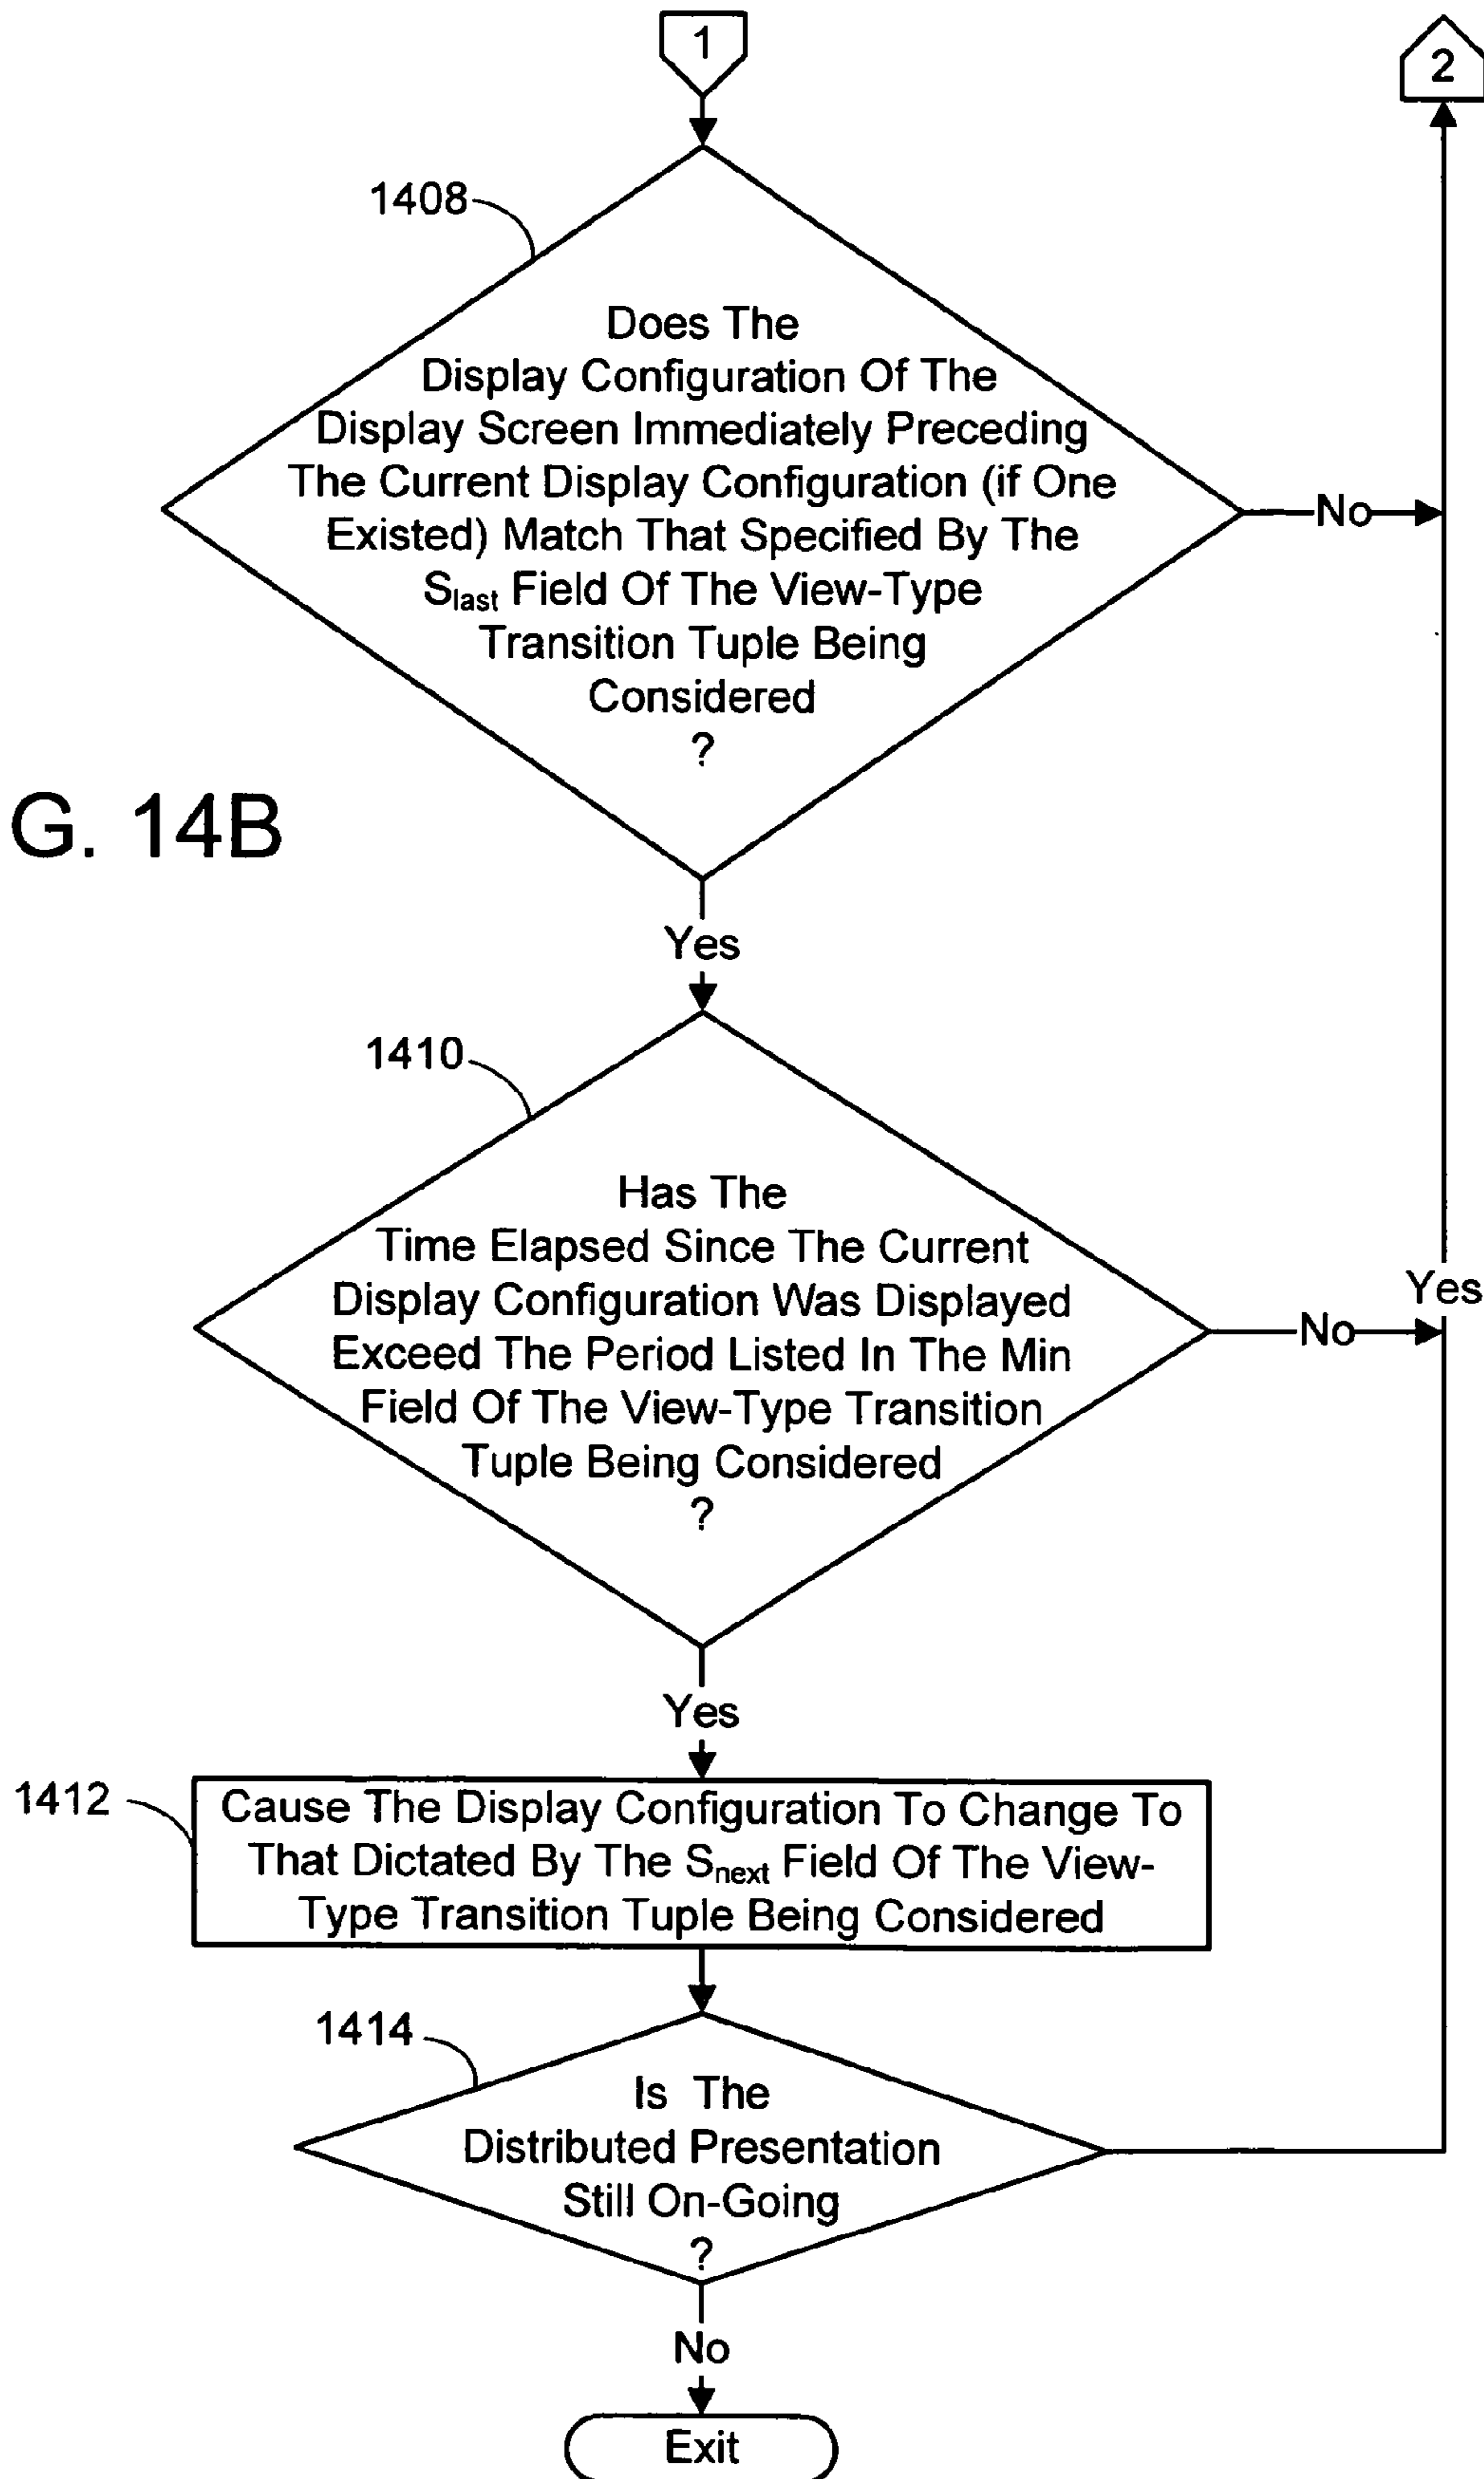 1
2
1408
Does The
Display Configuration Of The
Display Screen Immediately Preceding
The Current Display Configuration (if One
Existed) Match That Specified By The
Slast Field Of The View-Type
Transition Tuple Being
Considered
?
No
G. 14B
Yes
1410
Has The
Time Elapsed Since The Current
Display Configuration Was Displayed
Exceed The Period Listed In The Min
Field Of The View-Type Transition
Tuple Being Considered
?
No
Yes
Yes
1412
Cause The Display Configuration To Change To
That Dictated By The Snext Field Of The View-
Type Transition Tuple Being Considered
1414
Is The
Distributed Presentation
Still On-Going
?
No
Exit